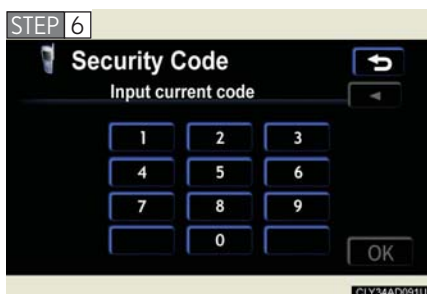 STEP 6
Security Code
Input current code
1 2 3
4 5 6
7 8 9
0
OK
CLY34AD091U